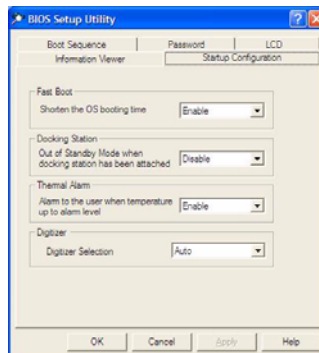 BIOS Setup Utility
Boot Sequence Password LCD
Information Viewer Startup Configuration
Fast Boot
Shorten the OS booting time Enable
Docking Station
Out of Standby Mode when
docking station has been attached Disable
Thermal Alarm
Alarm to the user when temperature
up to alarm level Enable
Digitizer
Digitizer Selection Auto
OK Cancel Apply Help